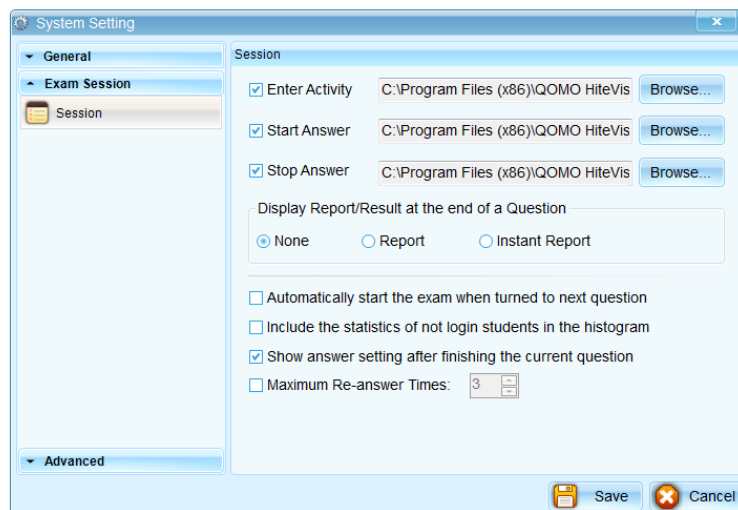 System Setting
General
Exam Session
Session
Advanced
Session
Enter Activity C:\Program Files (x86)\QOMO HiteVis Browse...
Start Answer C:\Program Files (x86)\QOMO HiteVis Browse...
Stop Answer C:\Program Files (x86)\QOMO HiteVis Browse...
Display Report/Result at the end of a Question
None Report Instant Report
Automatically start the exam when turned to next question
Include the statistics of not login students in the histogram
Show answer setting after finishing the current question
Maximum Re-answer Times: 3
Save Cancel